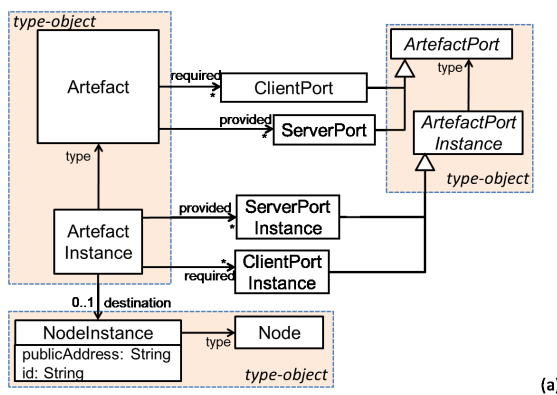 type-object
Artefact
required
*
ClientPort
provided
*
ServerPort
ArtefactPort
type
ArtefactPort
Instance
type-object
type
Artefact
Instance
provided
*
ServerPort
Instance
*
required
ClientPort
Instance
0..1 destination
NodeInstance
publicAddress: String
id: String
type
Node
type-object
(a)